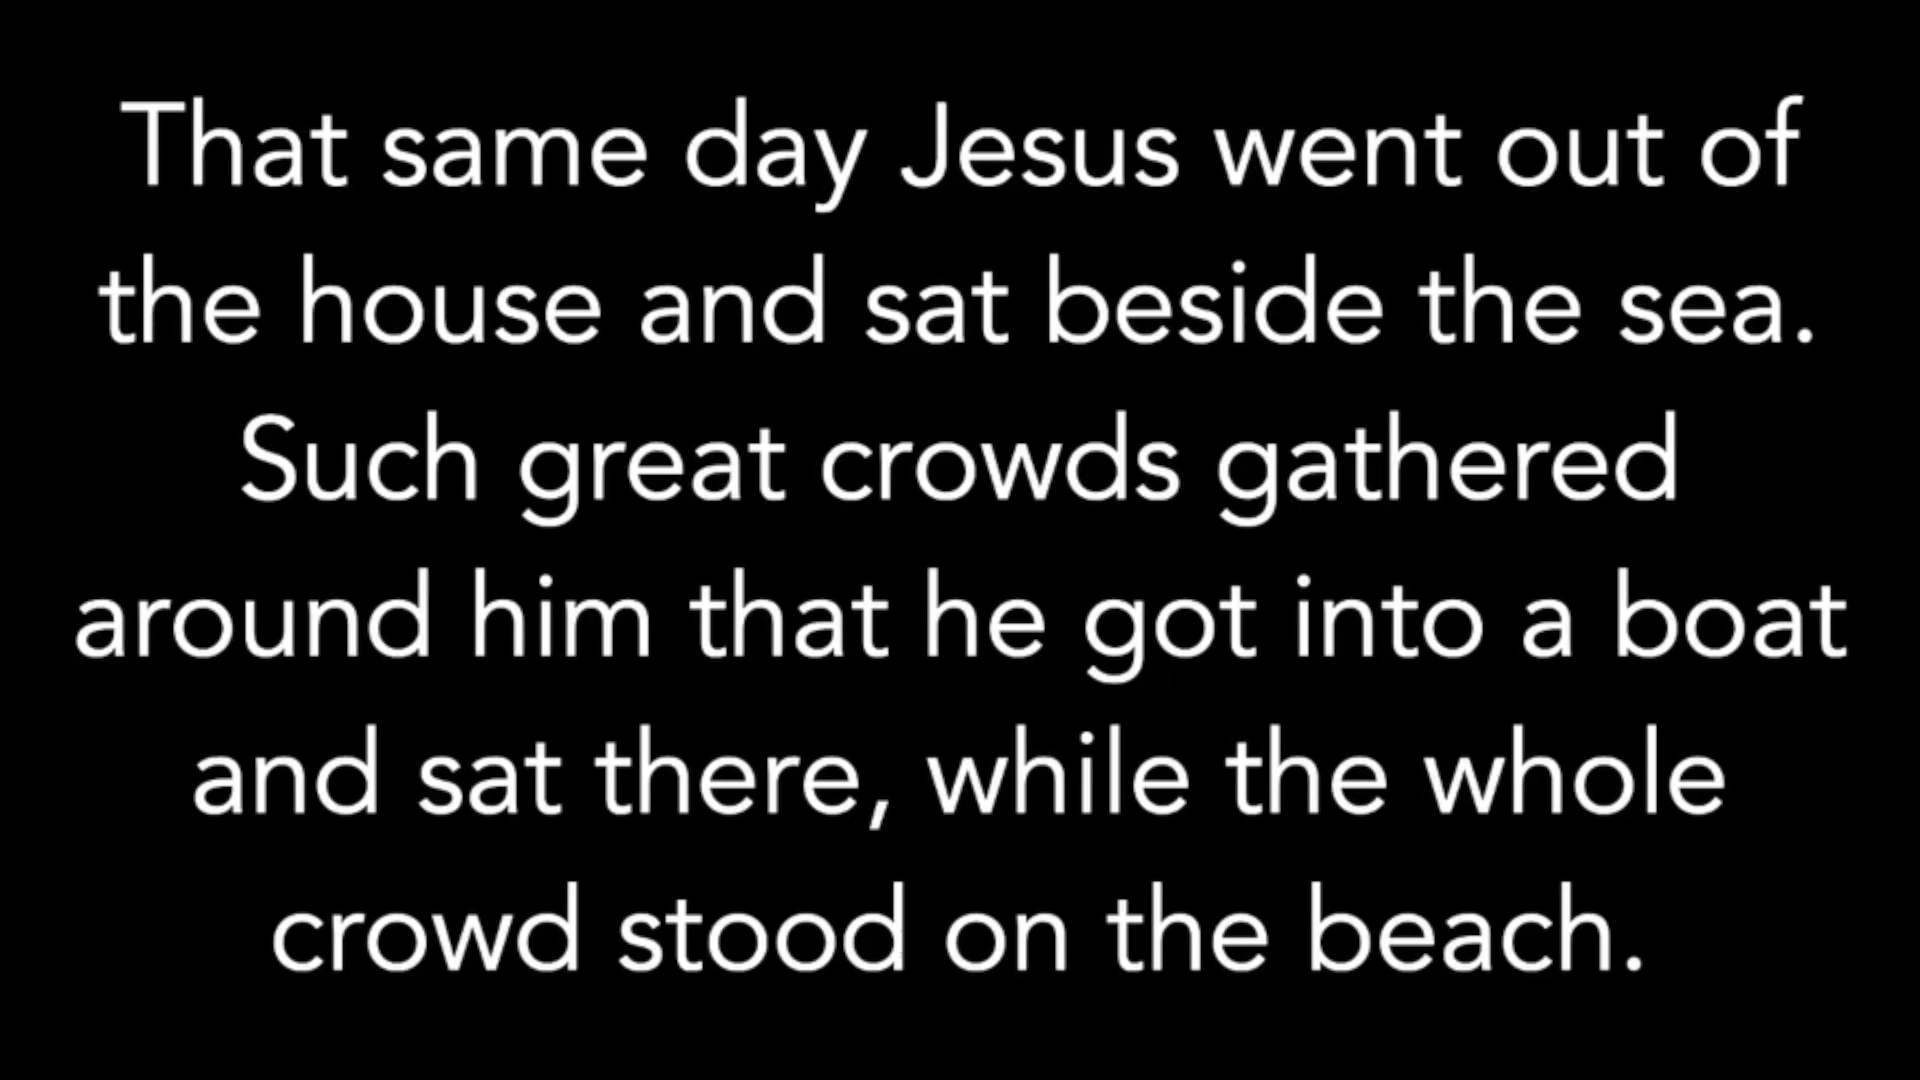 That same day Jesus went out of
the house and sat beside the sea.
Such great crowds gathered
around him that he got into a boat
and sat there, while the whole
crowd stood on the beach.